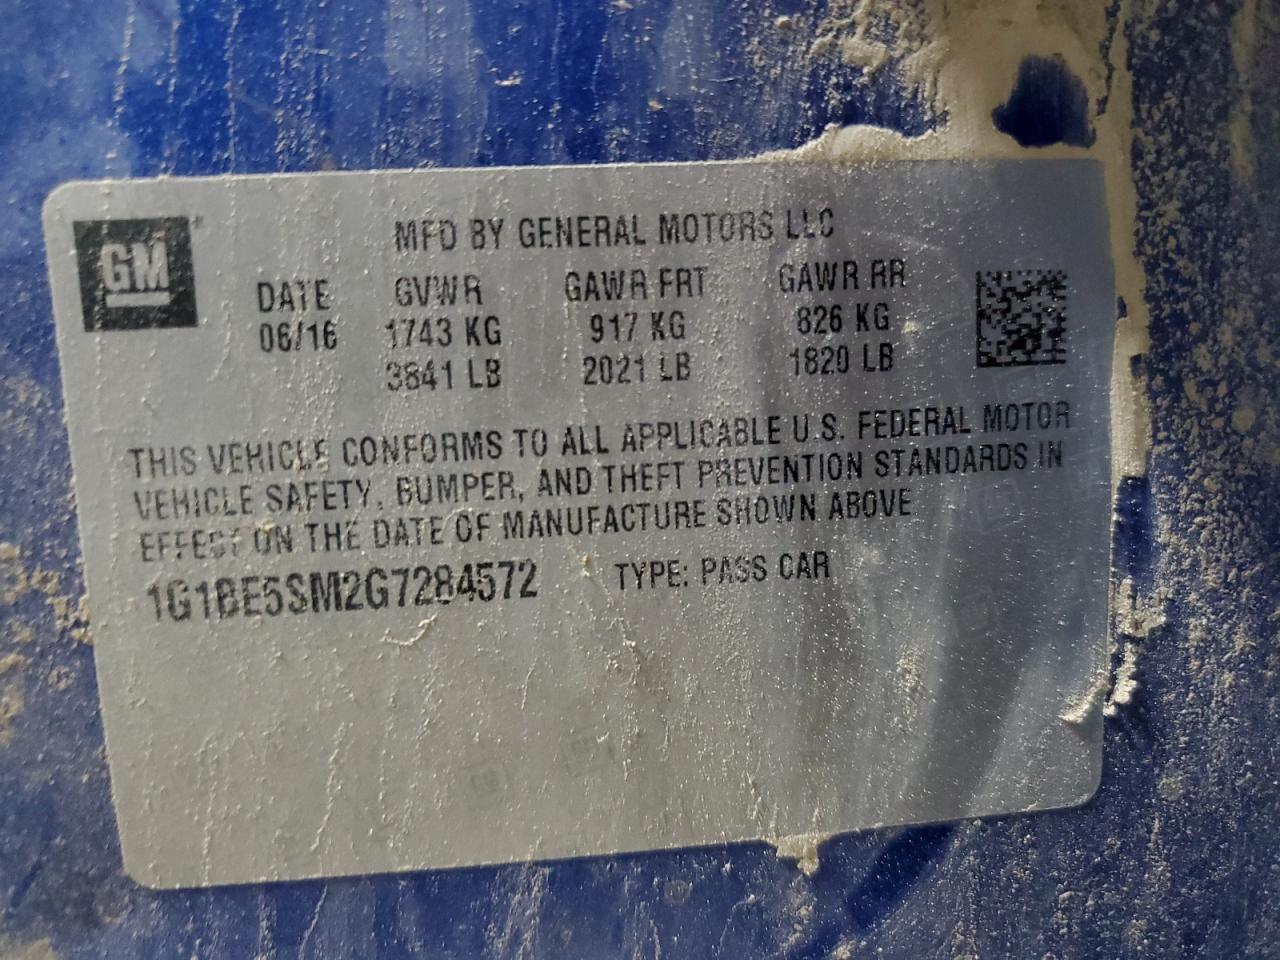 GM
MFD BY GENERAL MOTORS LLC
DATE GVWR GAWR FRT GAWR RR
06/16 1743 KG 917 KG 826 KG
3841 LB 2021 LB 1820 LB
THIS VEHICLE CONFORMS TO ALL APPLICABLE U.S. FEDERAL MOTOR
VEHICLE SAFETY, BUMPER, AND THEFT PREVENTION STANDARDS IN
EFFECT ON THE DATE OF MANUFACTURE SHOWN ABOVE
1G1BE5SM2G7284572 TYPE: PASS CAR